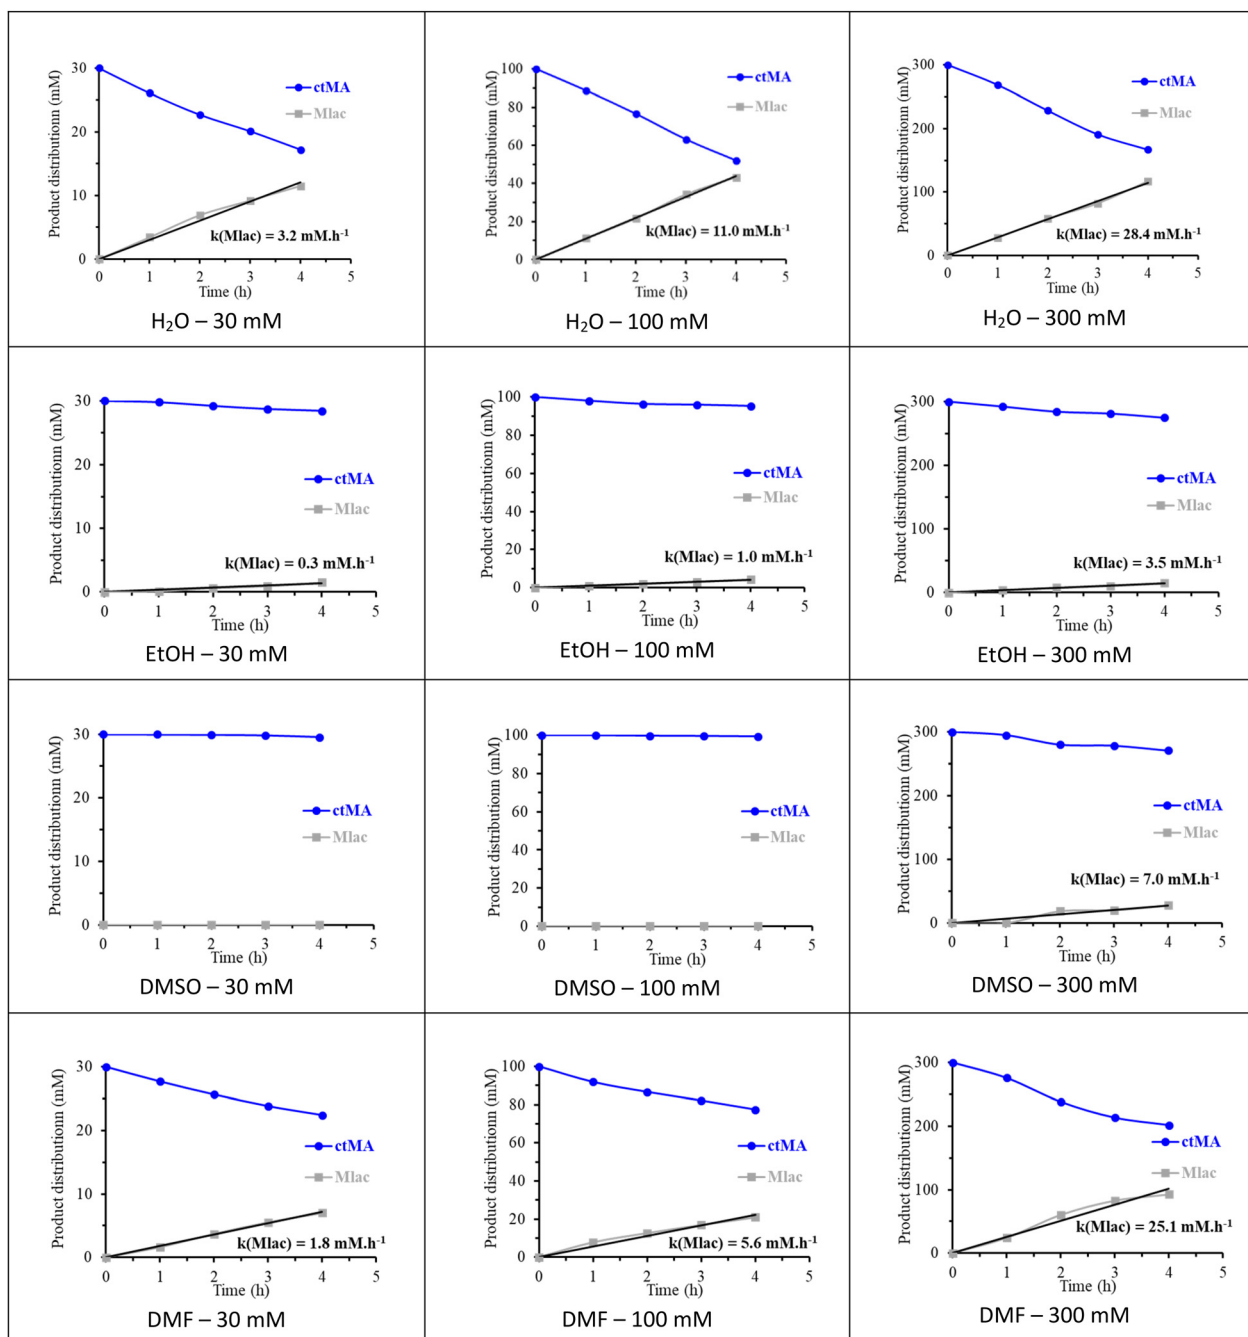 Product distributionn (mM)
30
20
10
0
0 1 2 3 4 5
Time (h)
ctMA
Mlac
k(Mlac) = 3.2 mM.h-1
H2O – 30 mM
Product distributionn (mM)
100
80
60
40
20
0
0 1 2 3 4 5
Time (h)
ctMA
Mlac
k(Mlac) = 11.0 mM.h-1
H2O – 100 mM
Product distributionn (mM)
300
200
100
0
0 1 2 3 4 5
Time (h)
ctMA
Mlac
k(Mlac) = 28.4 mM.h-1
H2O – 300 mM
Product distributionn (mM)
30
20
10
0
0 1 2 3 4 5
Time (h)
ctMA
Mlac
k(Mlac) = 0.3 mM.h-1
EtOH – 30 mM
Product distributionn (mM)
100
80
60
40
20
0
0 1 2 3 4 5
Time (h)
ctMA
Mlac
k(Mlac) = 1.0 mM.h-1
EtOH – 100 mM
Product distributionn (mM)
300
200
100
0
0 1 2 3 4 5
Time (h)
ctMA
Mlac
k(Mlac) = 3.5 mM.h-1
EtOH – 300 mM
Product distributionn (mM)
30
20
10
0
0 1 2 3 4 5
Time (h)
ctMA
Mlac
DMSO – 30 mM
Product distributionn (mM)
100
80
60
40
20
0
0 1 2 3 4 5
Time (h)
ctMA
Mlac
DMSO – 100 mM
Product distributionn (mM)
300
200
100
0
0 1 2 3 4 5
Time (h)
ctMA
Mlac
k(Mlac) = 7.0 mM.h-1
DMSO – 300 mM
Product distributionn (mM)
30
20
10
0
0 1 2 3 4 5
Time (h)
ctMA
Mlac
k(Mlac) = 1.8 mM.h-1
DMF – 30 mM
Product distributionn (mM)
100
80
60
40
20
0
0 1 2 3 4 5
Time (h)
ctMA
Mlac
k(Mlac) = 5.6 mM.h-1
DMF – 100 mM
Product distributionn (mM)
300
200
100
0
0 1 2 3 4 5
Time (h)
ctMA
Mlac
k(Mlac) = 25.1 mM.h-1
DMF – 300 mM